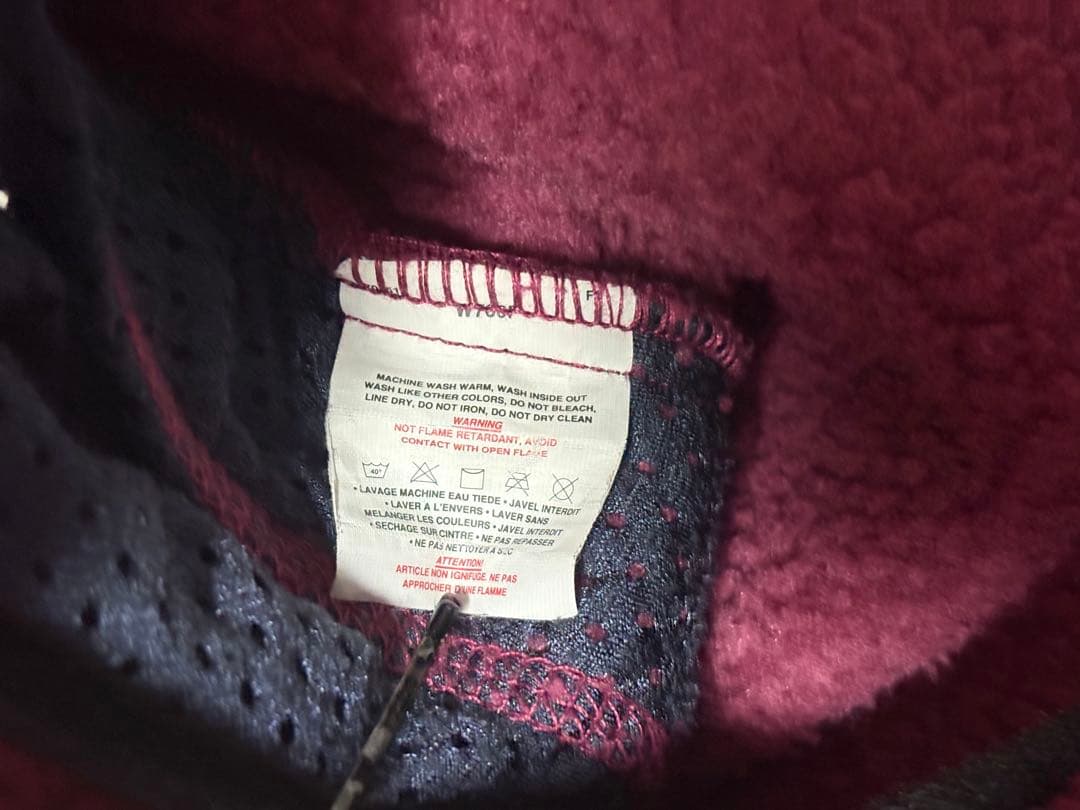 MACHINE WASH WARM, WASH INSIDE OUT
WASH LIKE OTHER COLORS, DO NOT BLEACH,
LINE DRY, DO NOT IRON, DO NOT DRY CLEAN
WARNING
NOT FLAME RETARDANT, AVOID
CONTACT WITH OPEN FLAME
40°
• LAVAGE MACHINE EAU TIEDE • JAVEL INTERDIT
• LAVER A L'ENVERS • LAVER SANS
MELANGER LES COULEURS • JAVEL INTERDIT
• SECHAGE SUR CINTRE • NE PAS REPASSER
• NE PAS NETTOYER A SEC
ATTENTION!
ARTICLE NON IGNIFUGE. NE PAS
APPROCHER D'UNE FLAMME